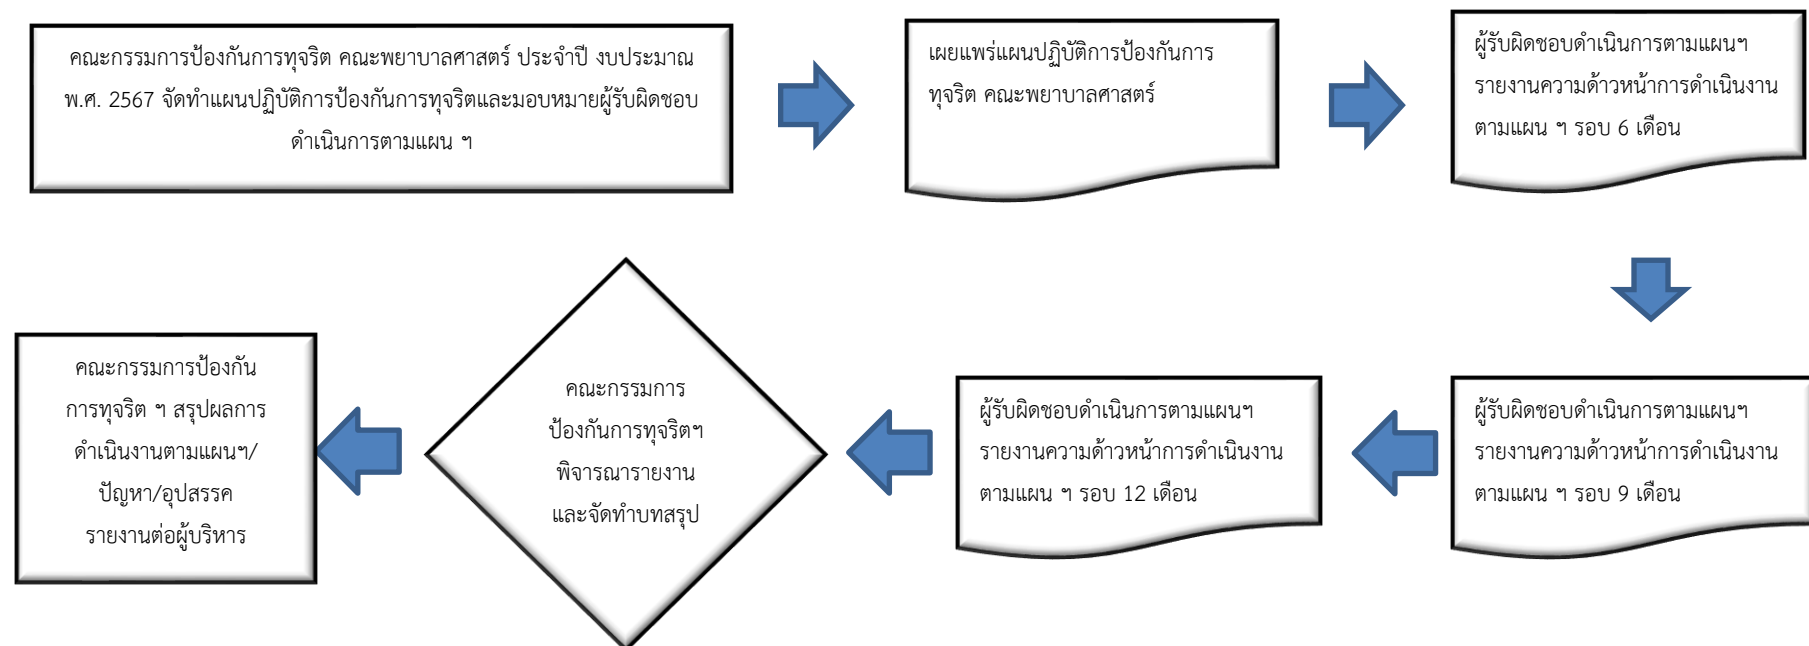 คณะกรรมการป้องกันการทุจริต คณะพยาบาลศาสตร์ ประจำปี งบประมาณ
พ.ศ. 2567 จัดทำแผนปฏิบัติการป้องกันการทุจริตและมอบหมายผู้รับผิดชอบ
ดำเนินการตามแผน ฯ
เผยแพร่แผนปฏิบัติการป้องกันการ
ทุจริต คณะพยาบาลศาสตร์
ผู้รับผิดชอบดำเนินการตามแผนฯ
รายงานความด้าวหน้าการดำเนินงาน
ตามแผน ฯ รอบ 6 เดือน
ผู้รับผิดชอบดำเนินการตามแผนฯ
รายงานความด้าวหน้าการดำเนินงาน
ตามแผน ฯ รอบ 9 เดือน
ผู้รับผิดชอบดำเนินการตามแผนฯ
รายงานความด้าวหน้าการดำเนินงาน
ตามแผน ฯ รอบ 12 เดือน
คณะกรรมการ
ป้องกันการทุจริตฯ
พิจารณารายงาน
และจัดทำบทสรุป
คณะกรรมการป้องกัน
การทุจริต ฯ สรุปผลการ
ดำเนินงานตามแผนฯ/
ปัญหา/อุปสรรค
รายงานต่อผู้บริหาร